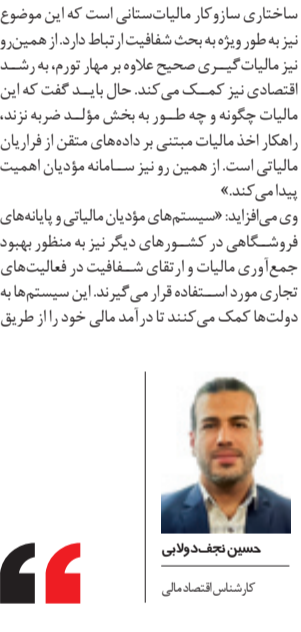 ساختاری سازوکار مالیات‌ستانی است که این موضوع
نیز به طور ویژه به بحث شفافیت ارتباط دارد. از همین‌رو
نیز مالیات‌گیری صحیح علاوه بر مهار تورم، به رشد
اقتصادی نیز کمک می‌کند. حال باید گفت که این
مالیات چگونه و چه طور به بخش مؤلد ضربه نزند،
راهکار اخذ مالیات مبتنی بر داده‌های متقن از فراریان
مالیاتی است. از همین رو نیز سامانه مؤدیان اهمیت
پیدا می‌کند.»
وی می‌افزاید: «سیستم‌های مؤدیان مالیاتی و پایانه‌های
فروشگاهی در کشورهای دیگر نیز به منظور بهبود
جمع‌آوری مالیات و ارتقای شفافیت در فعالیت‌های
تجاری مورد استفاده قرار می‌گیرند. این سیستم‌ها به
دولت‌ها کمک می‌کنند تا درآمد مالی خود را از طریق
حسین نجف‌دولابی
کارشناس اقتصاد مالی